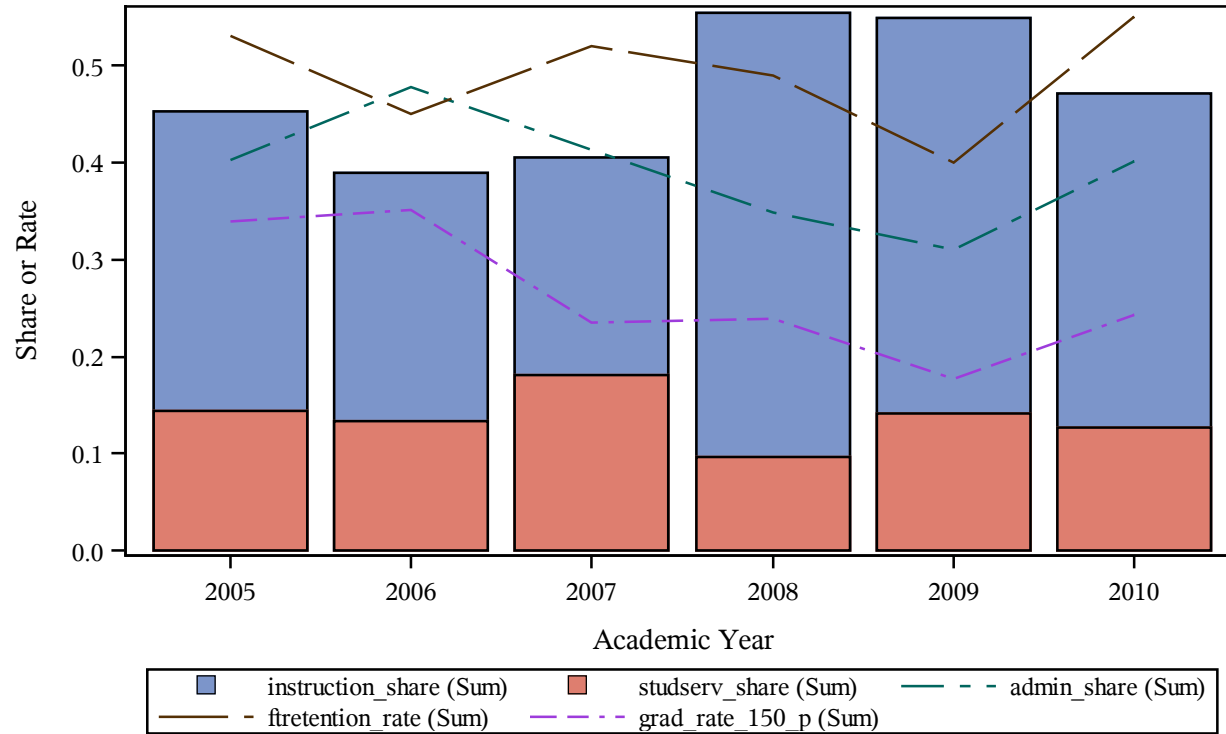 0.5
0.4
0.3
0.2
0.1
0.0
Share or Rate
2005 2006 2007 2008 2009 2010
Academic Year
instruction_share (Sum) studserv_share (Sum) admin_share (Sum)
ftretention_rate (Sum) grad_rate_150_p (Sum)